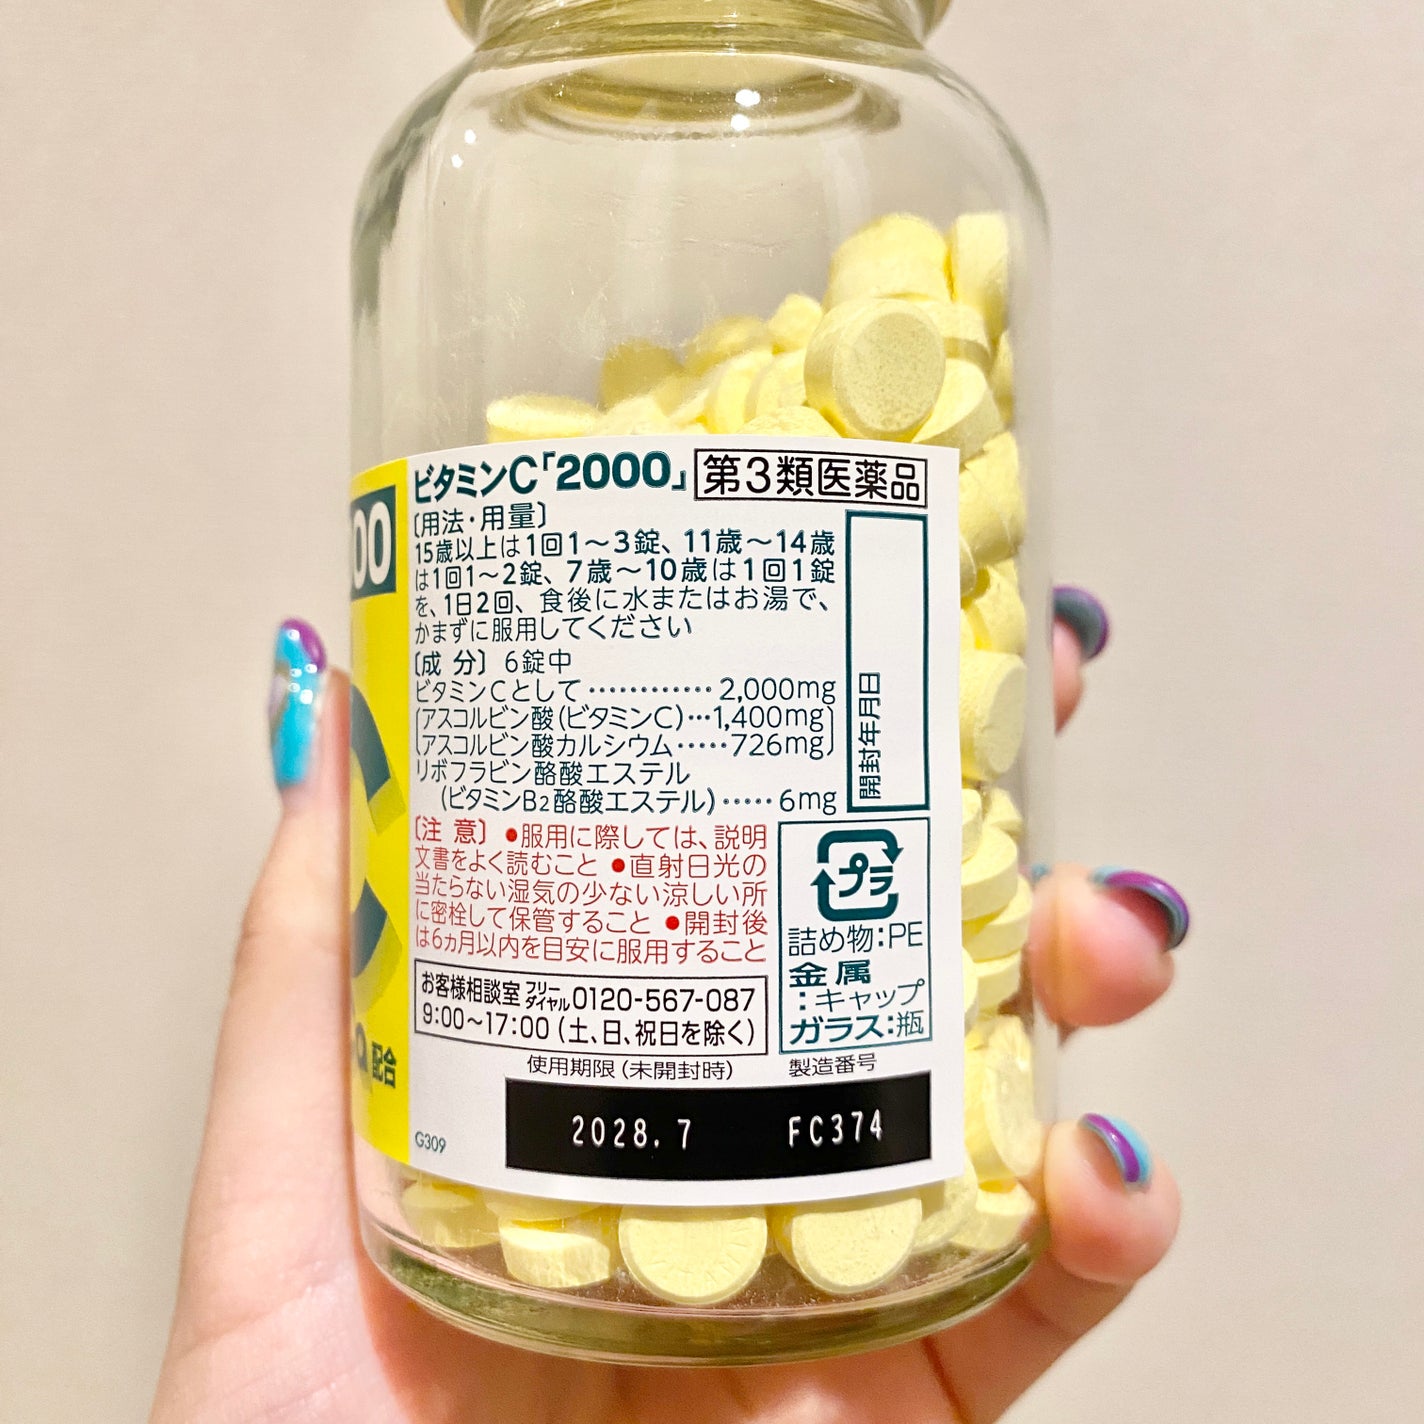 ビタミンC「2000」 第3類医薬品
〔用法・用量〕
15歳以上は1回1～3錠、11歳～14歳
は1回1～2錠、7歳～10歳は1回1錠
を、1日2回、食後に水またはお湯で、
かまずに服用してください
〔成 分〕 6錠中
ビタミンCとして…………2,000mg
〔アスコルビン酸(ビタミンC)…1,400mg〕
〔アスコルビン酸カルシウム……726mg〕
リボフラビン酪酸エステル
(ビタミンB2酪酸エステル)……6mg
開封年月日
〔注 意〕 ●服用に際しては、説明
文書をよく読むこと ●直射日光の
当たらない湿気の少ない涼しい所
に密栓して保管すること ●開封後
は6ヵ月以内を目安に服用すること
プラ
詰め物:PE
金属
:キャップ
ガラス:瓶
お客様相談室 フリーダイヤル 0120-567-087
9:00～17:00 (土、日、祝日を除く)
使用期限(未開封時) 製造番号
2028.7 FC374
G309
00
C
配合